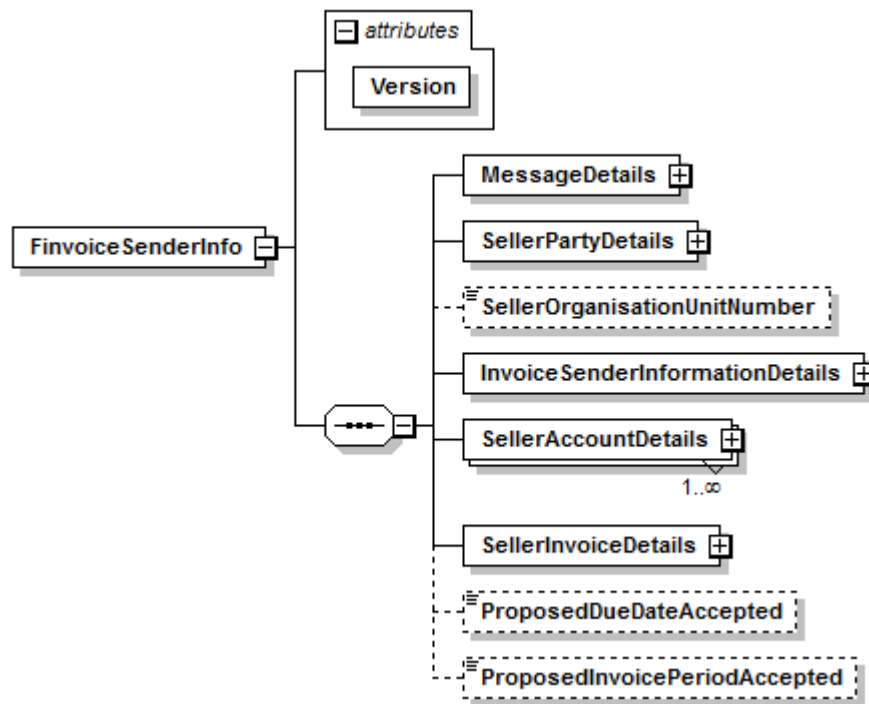 attributes
Version
MessageDetails
FinvoiceSenderInfo
SellerPartyDetails
SellerOrganisationUnitNumber
InvoiceSenderInformationDetails
SellerAccountDetails
1..∞
SellerInvoiceDetails
ProposedDueDateAccepted
ProposedInvoicePeriodAccepted